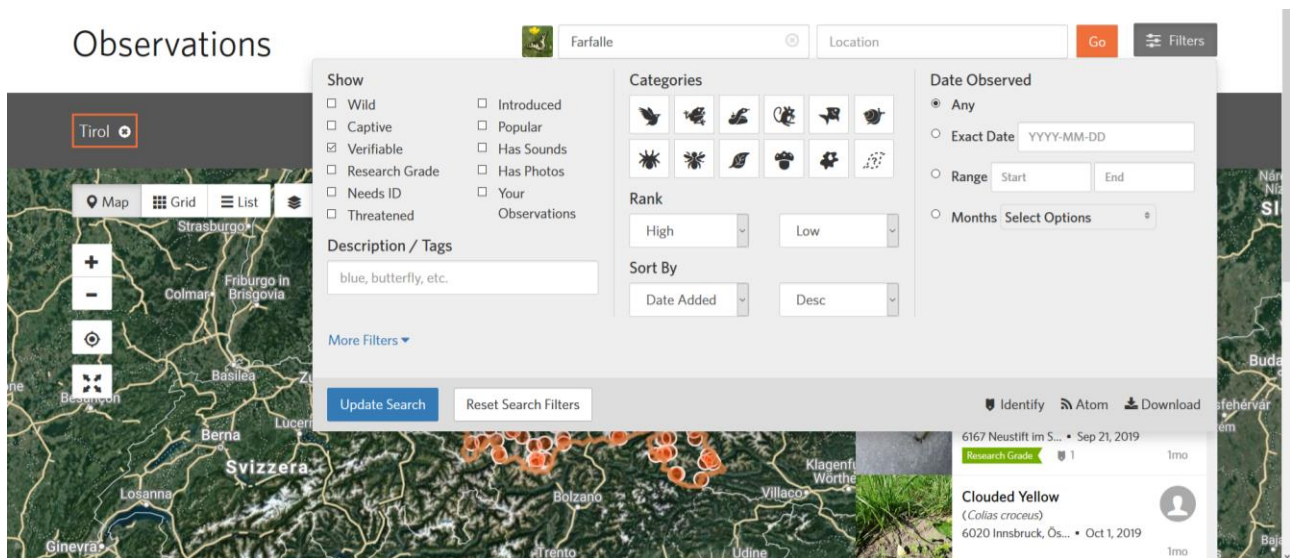 Observations
Farfalle
Location
Go
Filters
Tirol
Map
Grid
List
Show
Wild
Captive
Verifiable
Research Grade
Needs ID
Threatened
Introduced
Popular
Has Sounds
Has Photos
Your
Observations
Description / Tags
blue, butterfly, etc.
More Filters
Categories
Rank
High
Low
Sort By
Date Added
Desc
Date Observed
Any
Exact Date YYYY-MM-DD
Range Start End
Months Select Options
Update Search
Reset Search Filters
Identify
Atom
Download
Strasburgo
Friburgo in
Brisgovia
Colmar
Basilea
Berna
Svizzera
Losanna
Ginevra
Bolzano
Trento
Udine
Villaco
6167 Neustift im S... • Sep 21, 2019
Research Grade 1 1mo
Clouded Yellow
(Colias croceus)
6020 Innsbruck, Ös... • Oct 1, 2019
1mo